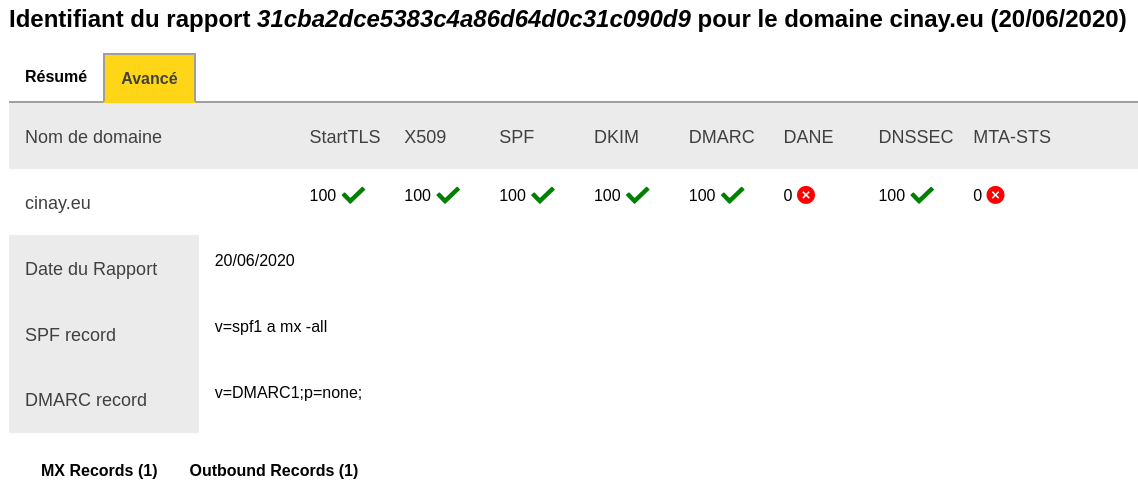 Identifiant du rapport 31cba2dce5383c4a86d64d0c31c090d9 pour le domaine cinay.eu (20/06/2020)
Résumé Avancé
Nom de domaine StartTLS X509 SPF DKIM DMARC DANE DNSSEC MTA-STS
cinay.eu 100 100 100 100 100 0 100 0
Date du Rapport 20/06/2020
SPF record v=spf1 a mx -all
DMARC record v=DMARC1;p=none;
MX Records (1) Outbound Records (1)